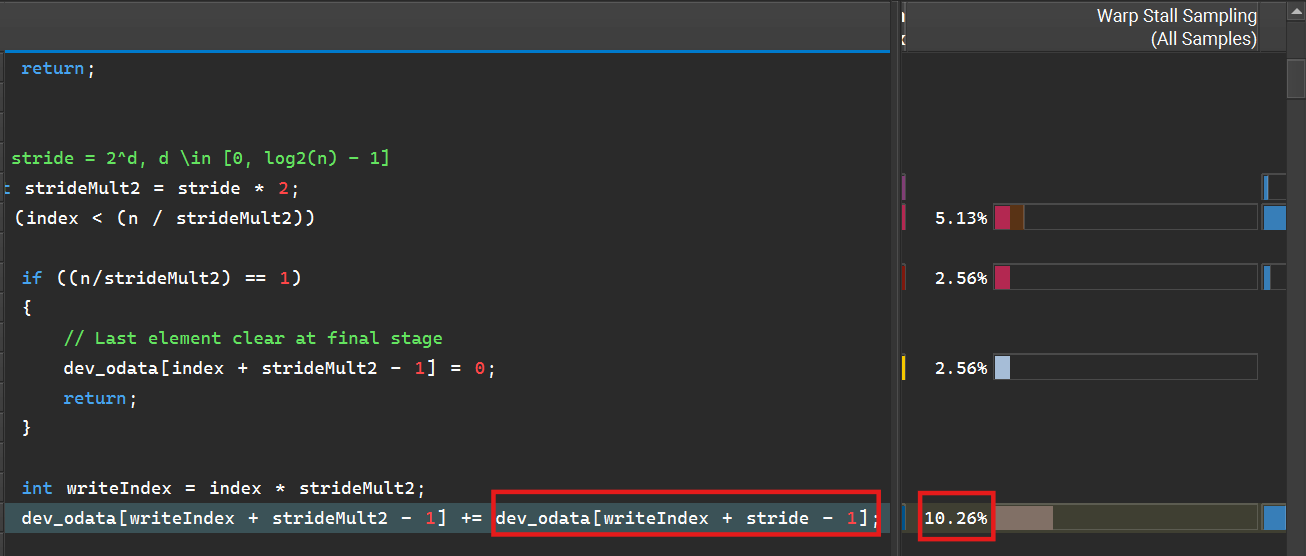 Warp Stall Sampling
(All Samples)
return;
stride = 2^d, d \in [0, log2(n) - 1]
strideMult2 = stride * 2;
(index < (n / strideMult2))
5.13%
if ((n/strideMult2) == 1)
2.56%
{
// Last element clear at final stage
dev_odata[index + strideMult2 - 1] = 0;
2.56%
return;
}
int writeIndex = index * strideMult2;
dev_odata[writeIndex + strideMult2 - 1] += dev_odata[writeIndex + stride - 1];
10.26%